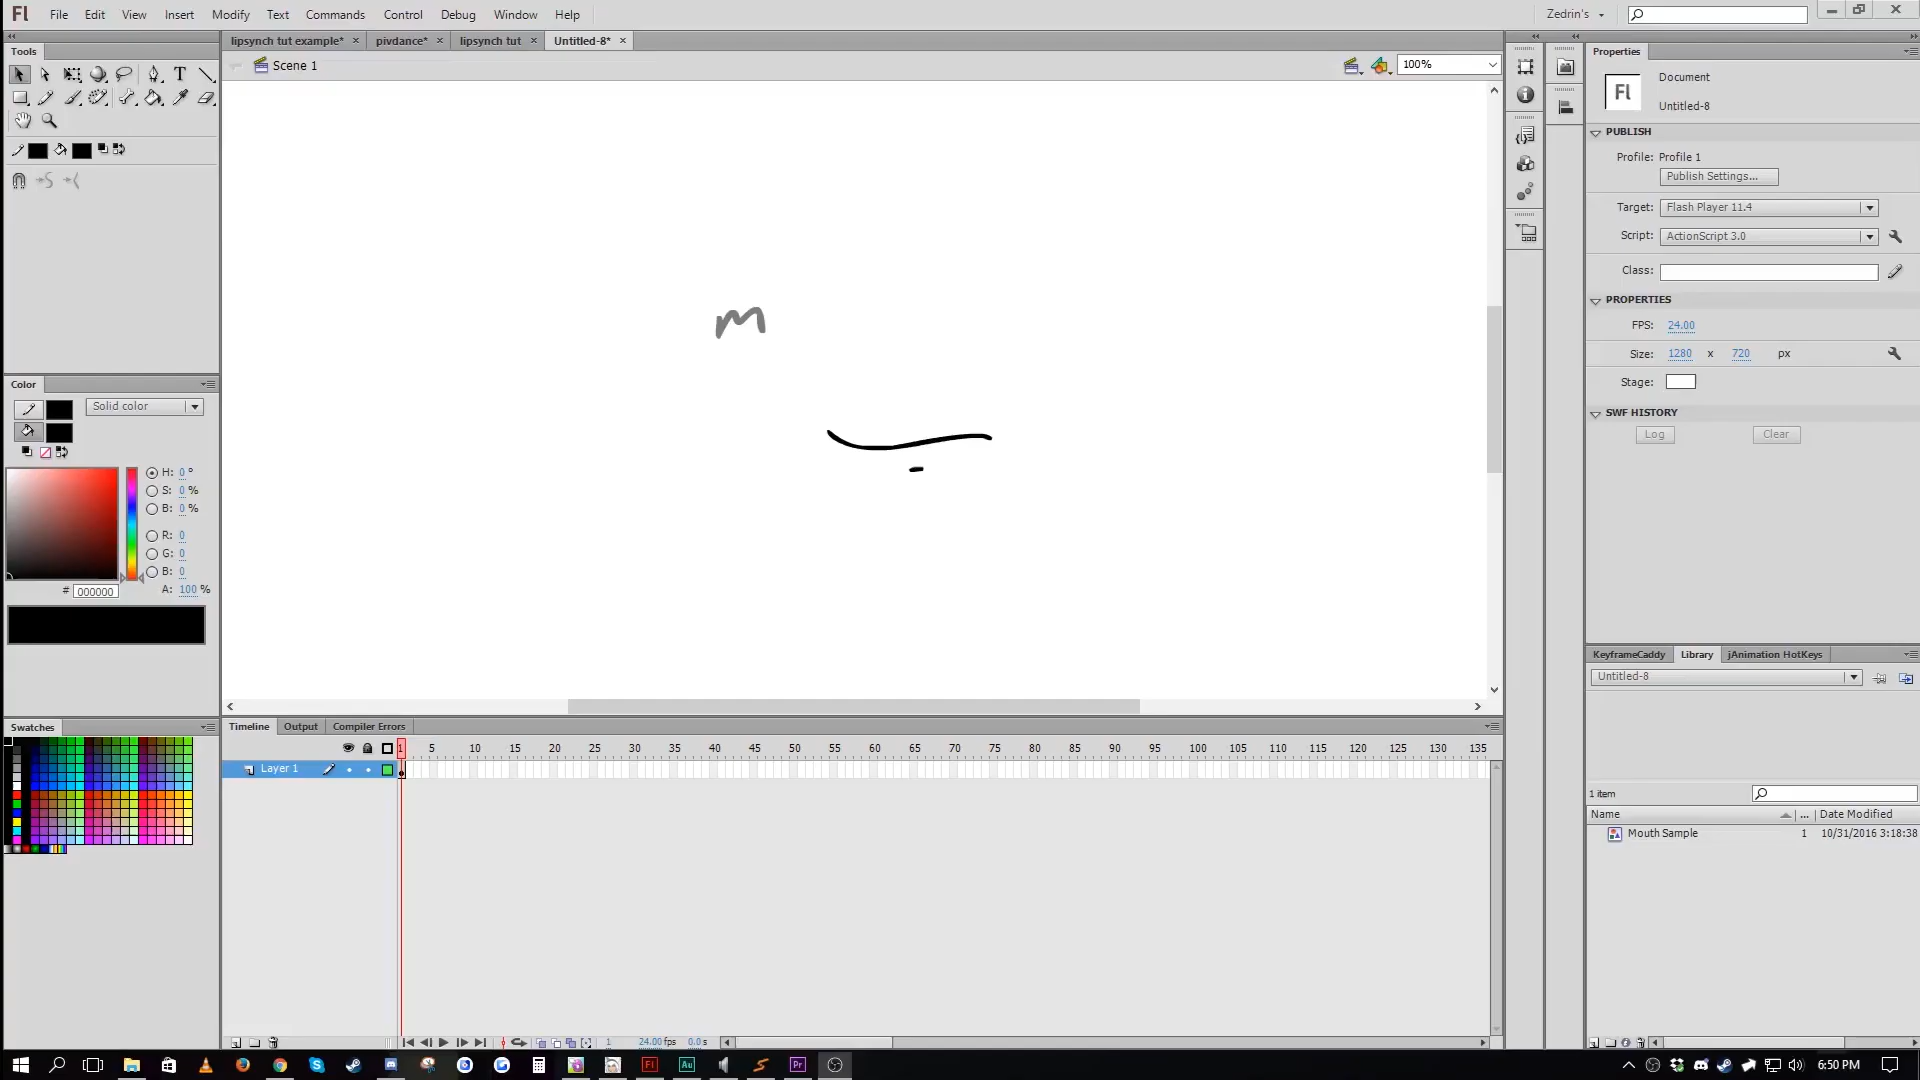 Fl File Edit View Insert Modify Text Commands Control Debug Window Help Zedrin's
Tools
lipsynch tut example* × pivdance* × lipsynch tut × Untitled-8* ×
Scene 1
100%
m
Color
Solid color
H: 0 °
S: 0 %
B: 0 %
R: 0
G: 0
B: 0
# 000000
A: 100 %
Swatches
Timeline Output Compiler Errors
1 5 10 15 20 25 30 35 40 45 50 55 60 65 70 75 80 85 90 95 100 105 110 115 120 125 130 135
Layer 1
1 24.00 fps 0.0 s
Properties
Fl
Document
Untitled-8
PUBLISH
Profile: Profile 1
Publish Settings...
Target: Flash Player 11.4
Script: ActionScript 3.0
Class:
PROPERTIES
FPS: 24.00
Size: 1280 x 720 px
Stage:
SWF HISTORY
Log Clear
KeyframeCaddy Library jAnimation HotKeys
Untitled-8
1 item
Name ... Date Modified
Mouth Sample 1 10/31/2016 3:18:38
Fl Au Pr
6:50 PM